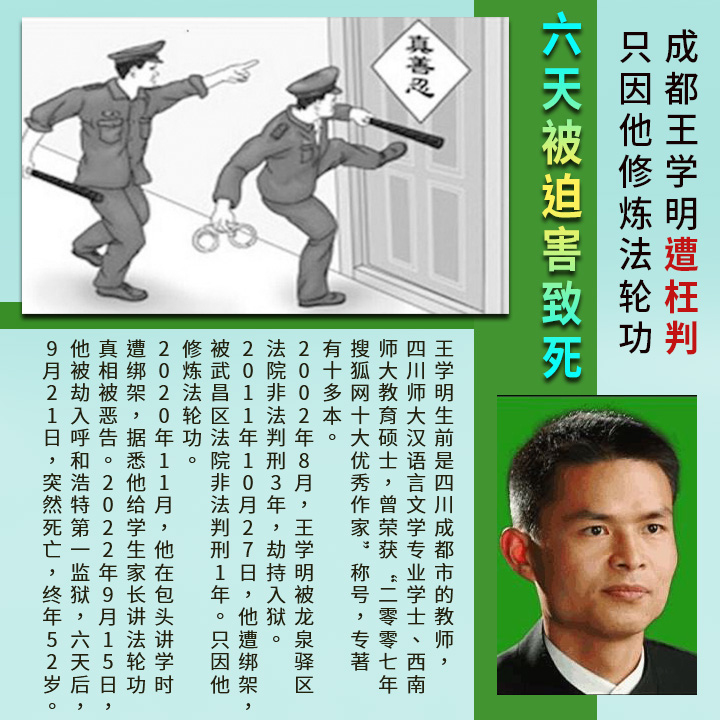 成都王学明遭枉判
只因他修炼法轮功
六天被迫害致死
真善忍
王学明生前是四川成都市的教师，
四川师大汉语言文学专业学士、西南
师大教育硕士，曾荣获“二零零七年
搜狐网十大优秀作家”称号，专著
有十多本。
2002年8月，王学明被龙泉驿区
法院非法判刑3年，劫持入狱。
2011年10月27日，他遭绑架，
被武昌区法院非法判刑1年。只因他
修炼法轮功。
2020年11月，他在包头讲学时
遭绑架，据悉他给学生家长讲法轮功
真相被恶告。2022年9月15日，
他被劫入呼和浩特第一监狱，六天后，
9月21日，突然死亡，终年52岁。